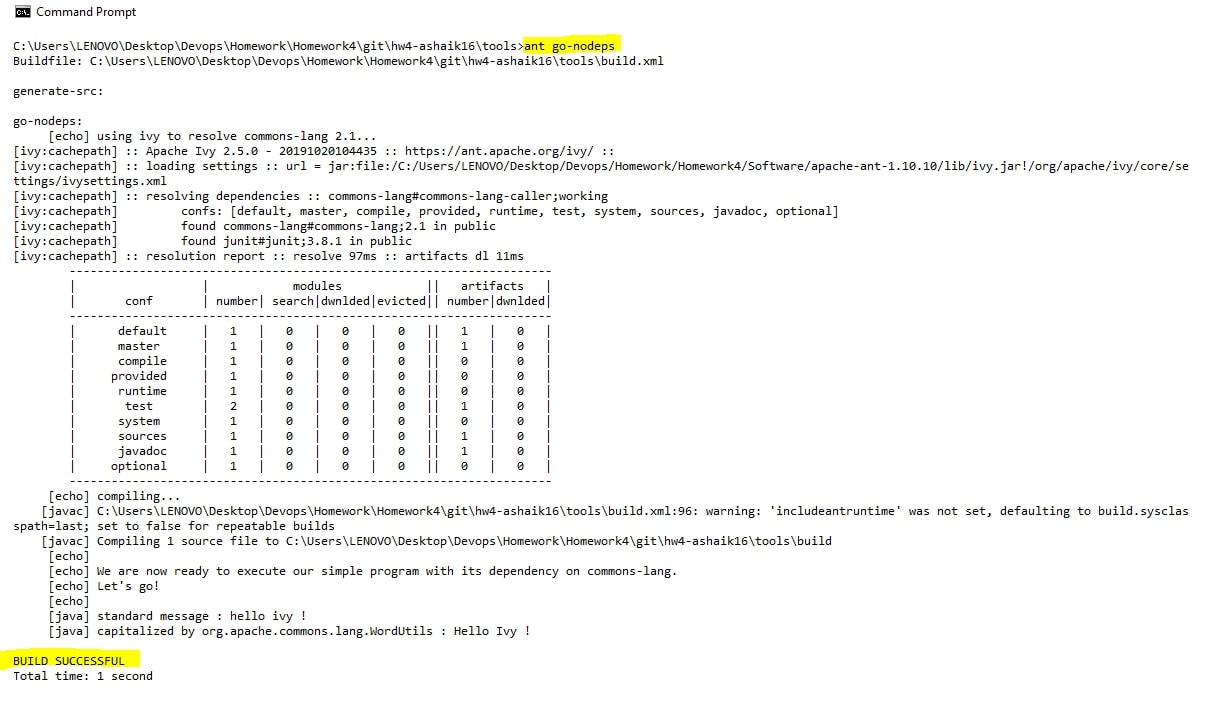 Command Prompt
C:\Users\LENOVO\Desktop\Devops\Homework\Homework4\git\hw4-ashaik16\tools>ant go-nodeps
Buildfile: C:\Users\LENOVO\Desktop\Devops\Homework\Homework4\git\hw4-ashaik16\tools\build.xml
generate-src:
go-nodeps:
     [echo] using ivy to resolve commons-lang 2.1...
[ivy:cachepath] :: Apache Ivy 2.5.0 - 20191020104435 :: https://ant.apache.org/ivy/ ::
[ivy:cachepath] :: loading settings :: url = jar:file:/C:/Users/LENOVO/Desktop/Devops/Homework/Homework4/Software/apache-ant-1.10.10/lib/ivy.jar!/org/apache/ivy/core/se
ttings/ivysettings.xml
[ivy:cachepath] :: resolving dependencies :: commons-lang#commons-lang-caller;working
[ivy:cachepath]         confs: [default, master, compile, provided, runtime, test, system, sources, javadoc, optional]
[ivy:cachepath]         found commons-lang#commons-lang;2.1 in public
[ivy:cachepath]         found junit#junit;3.8.1 in public
[ivy:cachepath] :: resolution report :: resolve 97ms :: artifacts dl 11ms
        ---------------------------------------------------------------------
        |                  |            modules            ||   artifacts   |
        |       conf       | number| search|dwnlded|evicted|| number|dwnlded|
        ---------------------------------------------------------------------
        |      default     |   1   |   0   |   0   |   0   ||   1   |   0   |
        |      master      |   1   |   0   |   0   |   0   ||   1   |   0   |
        |      compile     |   1   |   0   |   0   |   0   ||   0   |   0   |
        |     provided     |   1   |   0   |   0   |   0   ||   0   |   0   |
        |      runtime     |   1   |   0   |   0   |   0   ||   0   |   0   |
        |       test       |   2   |   0   |   0   |   0   ||   1   |   0   |
        |      system      |   1   |   0   |   0   |   0   ||   0   |   0   |
        |      sources     |   1   |   0   |   0   |   0   ||   1   |   0   |
        |      javadoc     |   1   |   0   |   0   |   0   ||   1   |   0   |
        |     optional     |   1   |   0   |   0   |   0   ||   0   |   0   |
        ---------------------------------------------------------------------
     [echo] compiling...
    [javac] C:\Users\LENOVO\Desktop\Devops\Homework\Homework4\git\hw4-ashaik16\tools\build.xml:96: warning: 'includeantruntime' was not set, defaulting to build.sysclas
spath=last; set to false for repeatable builds
    [javac] Compiling 1 source file to C:\Users\LENOVO\Desktop\Devops\Homework\Homework4\git\hw4-ashaik16\tools\build
     [echo]
     [echo] We are now ready to execute our simple program with its dependency on commons-lang.
     [echo] Let's go!
     [echo]
     [java] standard message : hello ivy !
     [java] capitalized by org.apache.commons.lang.WordUtils : Hello Ivy !
BUILD SUCCESSFUL
Total time: 1 second